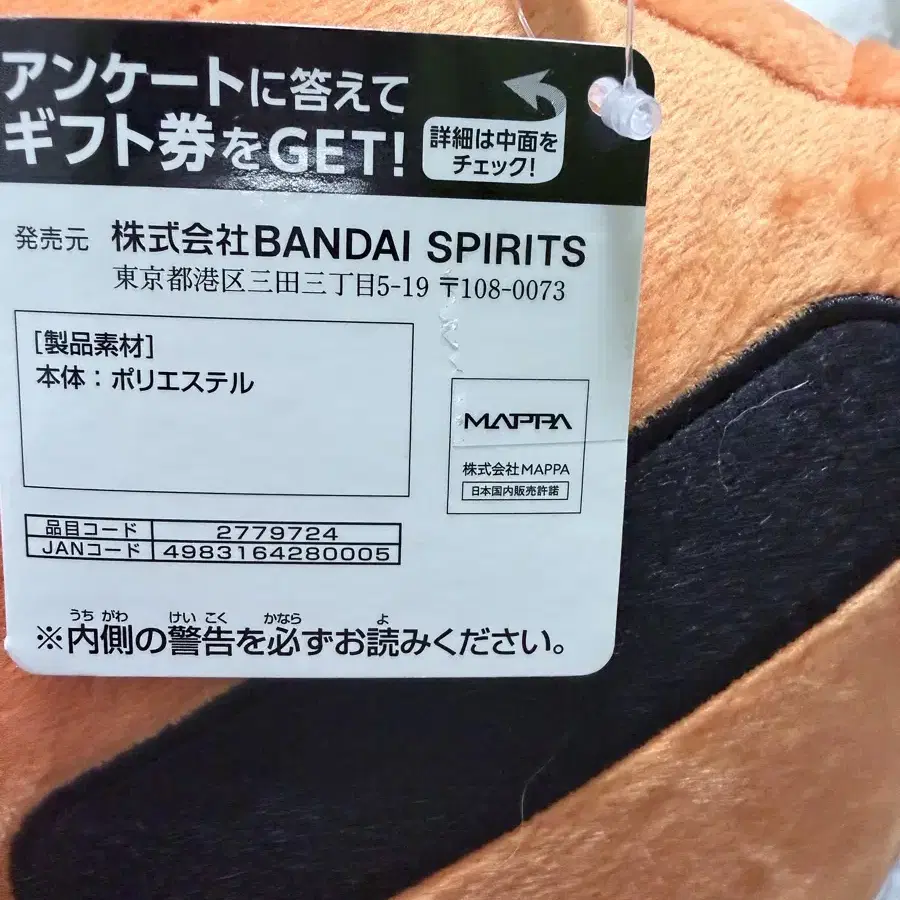 アンケートに答えて
ギフト券をGET!
詳細は中面を
チェック!
発売元 株式会社BANDAI SPIRITS
東京都港区三田三丁目5-19 〒108-0073
[製品素材]
本体：ポリエステル
MAPPA
株式会社MAPPA
日本国内販売許諾
品目コード 2779724
JANコード 4983164280005
うち がわ けい こく かなら よ
※内側の警告を必ずお読みください。